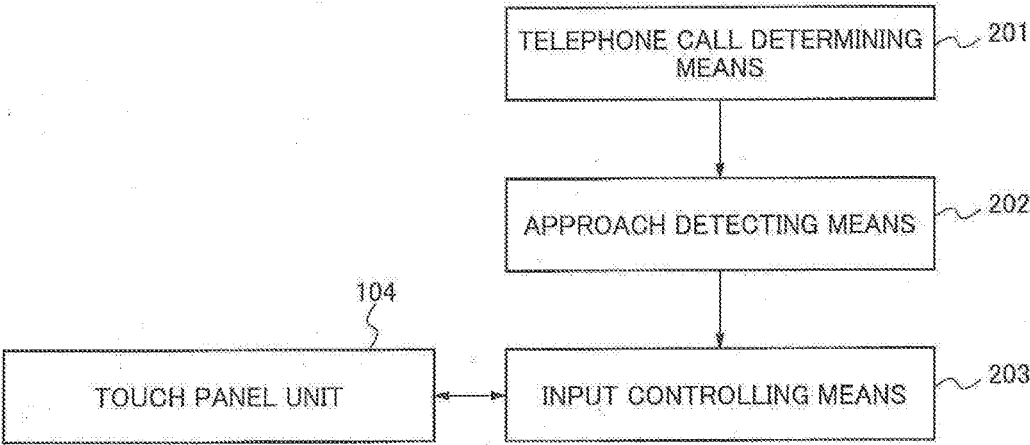 TELEPHONE CALL DETERMINING
MEANS
201
APPROACH DETECTING MEANS
202
104
TOUCH PANEL UNIT
INPUT CONTROLLING MEANS
203